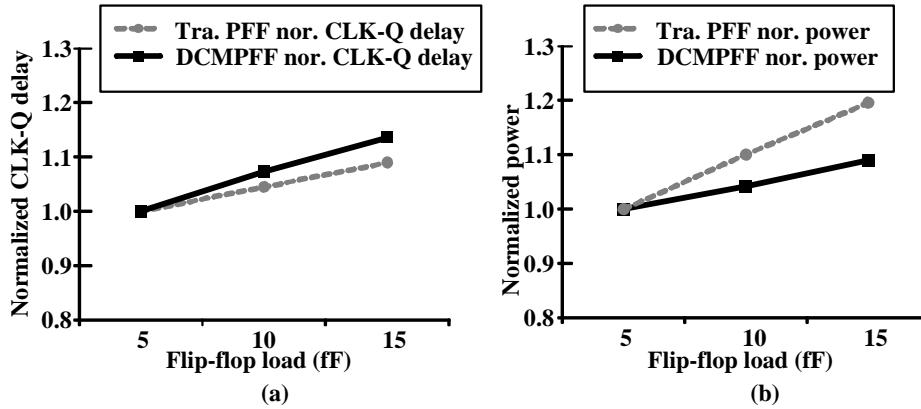 Tra. PFF nor. CLK-Q delay
DCMPFF nor. CLK-Q delay
Normalized CLK-Q delay
1.3
1.2
1.1
1.0
0.9
0.8
5 10 15
Flip-flop load (fF)
(a)
Tra. PFF nor. power
DCMPFF nor. power
Normalized power
1.3
1.2
1.1
1.0
0.9
0.8
5 10 15
Flip-flop load (fF)
(b)